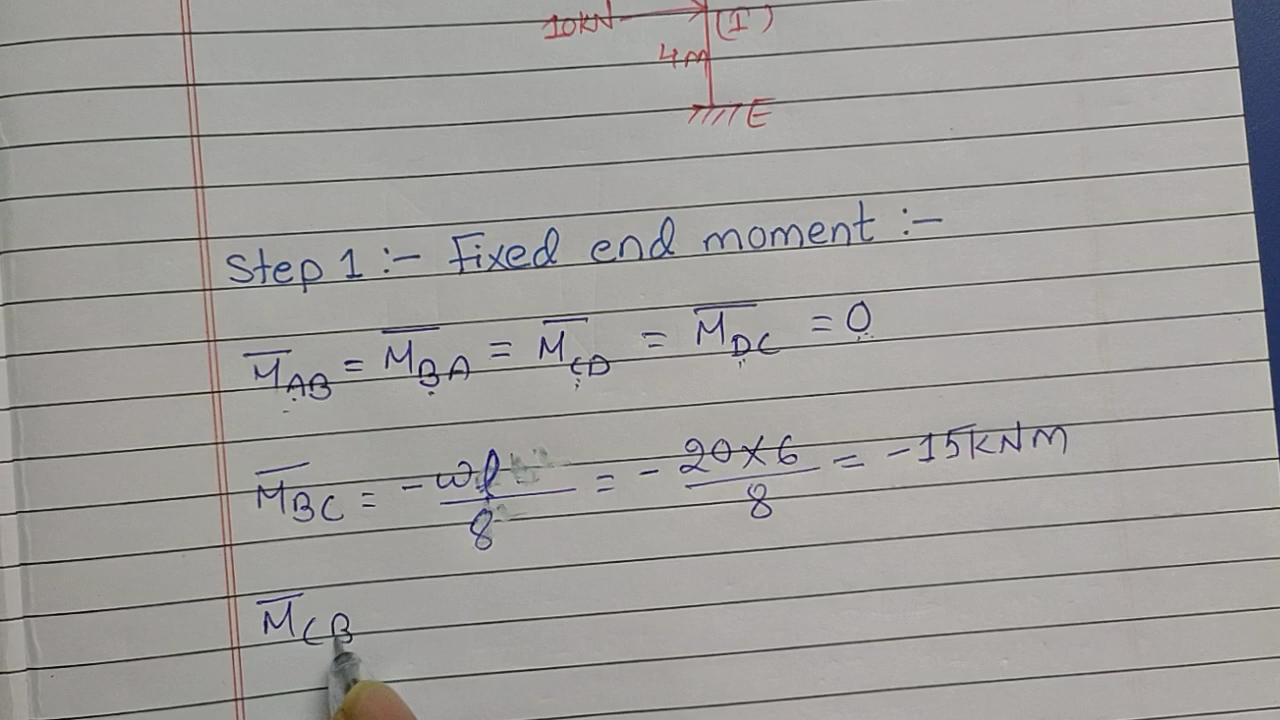 10KN (I)
4m
E
Step 1 :- Fixed end moment :-
M̅AB = M̅BA = M̅CD = M̅DC = 0
M̅BC = -wl/8 = - 20×6/8 = -15KNM
M̅CB